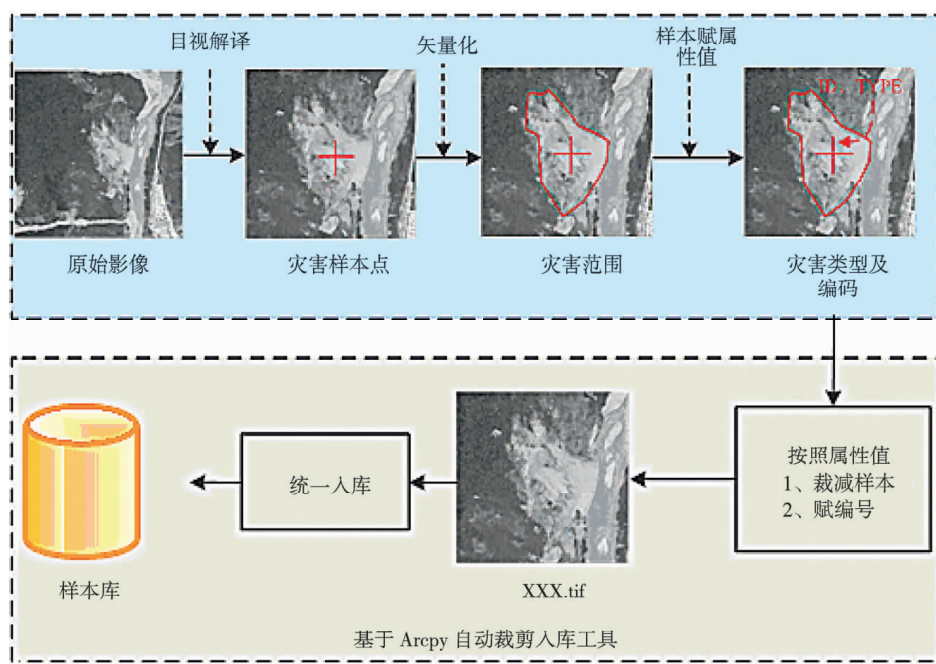 目视解译
矢量化
样本赋属
性值
ID、TYPE
原始影像
灾害样本点
灾害范围
灾害类型及
编码
按照属性值
1、裁减样本
2、赋编号
统一入库
样本库
XXX.tif
基于 Arcpy 自动裁剪入库工具